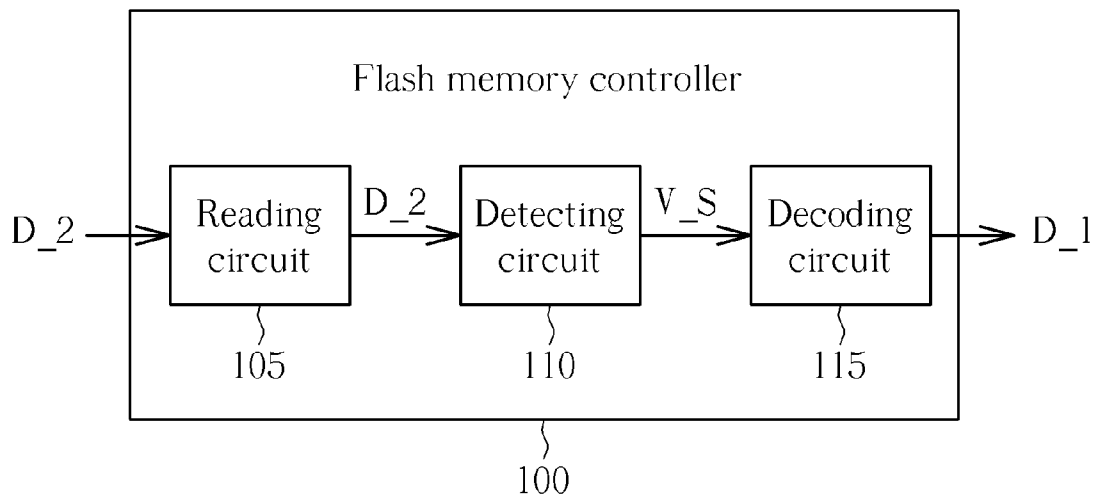 Flash memory controller
D_2
Reading
circuit
D_2
Detecting
circuit
V_S
Decoding
circuit
D_1
105
110
115
100